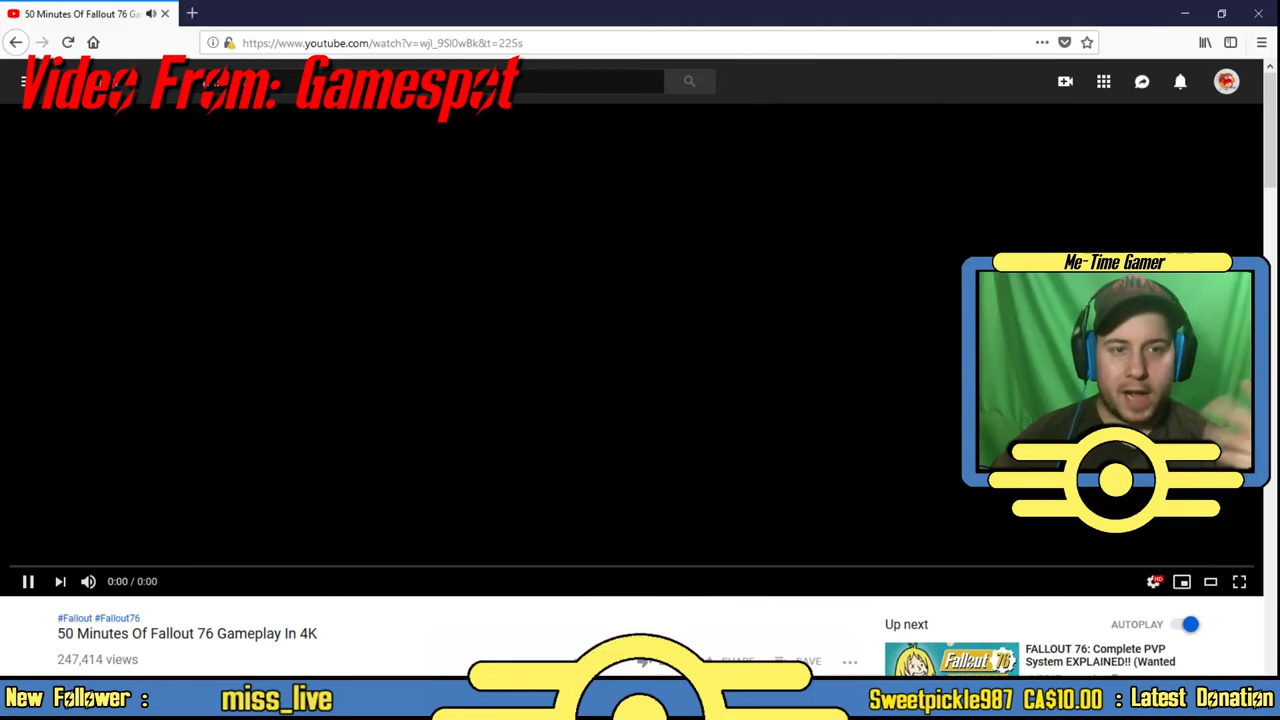 50 Minutes Of Fallout 76 Ga
https://www.youtube.com/watch?v=wjl_9Sl0wBk&t=225s
Video From: Gamespot
Me-Time Gamer
0:00 / 0:00
HD
#Fallout #Fallout76
50 Minutes Of Fallout 76 Gameplay In 4K
247,414 views
SHARE
SAVE
Up next
AUTOPLAY
Fallout 76
FALLOUT 76: Complete PVP
System EXPLAINED!! (Wanted
New Follower : miss_live
Sweetpickle987 CA$10.00 : Latest Donation